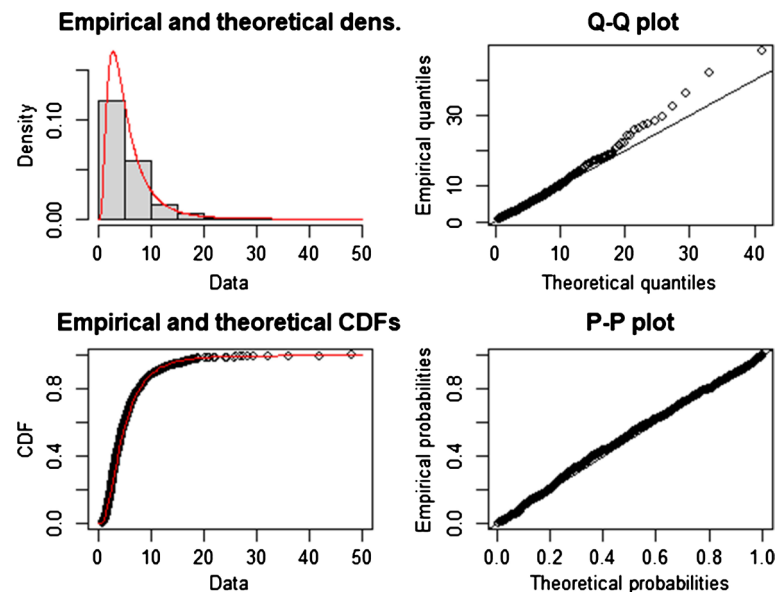 Empirical and theoretical dens.
Density
0.00
0.10
0
10
20
30
40
50
Data
Q-Q plot
Empirical quantiles
0
10
30
0
10
20
30
40
Theoretical quantiles
Empirical and theoretical CDFs
CDF
0.0
0.4
0.8
0
10
20
30
40
50
Data
P-P plot
Empirical probabilities
0.0
0.4
0.8
0.0
0.2
0.4
0.6
0.8
1.0
Theoretical probabilities